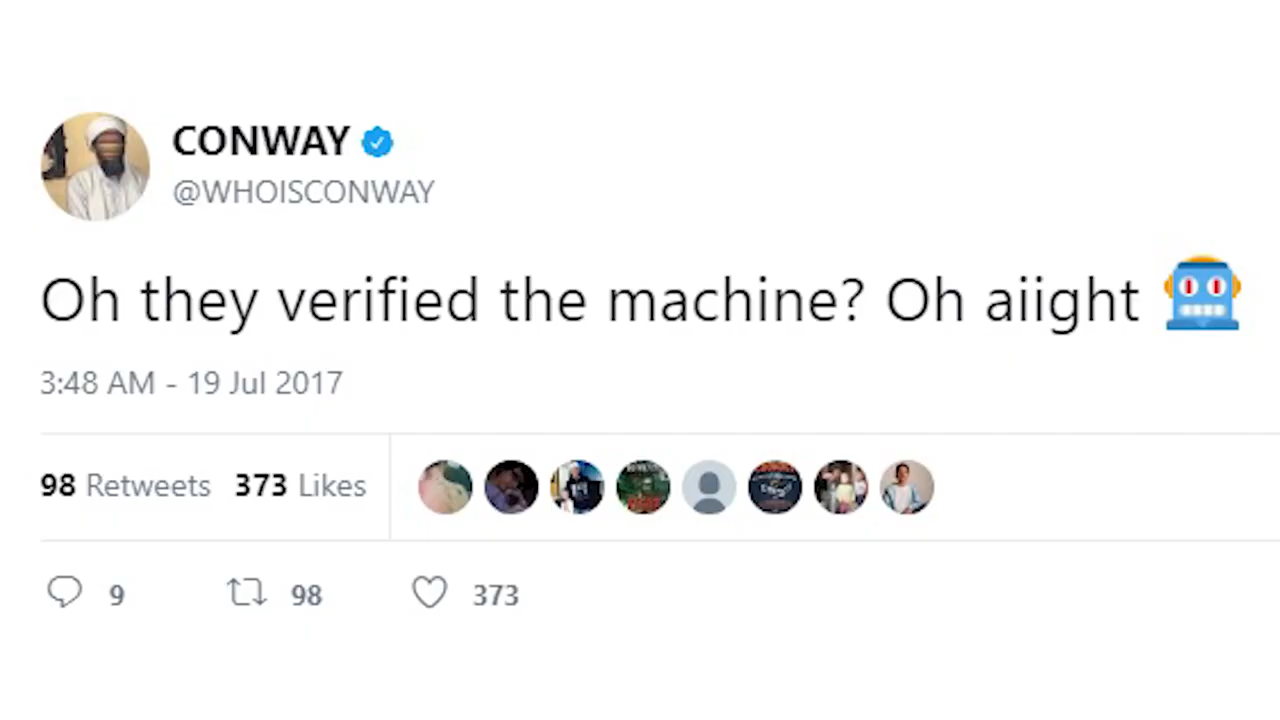 CONWAY
@WHOISCONWAY
Oh they verified the machine? Oh aiight
3:48 AM - 19 Jul 2017
98 Retweets 373 Likes
9 98 373